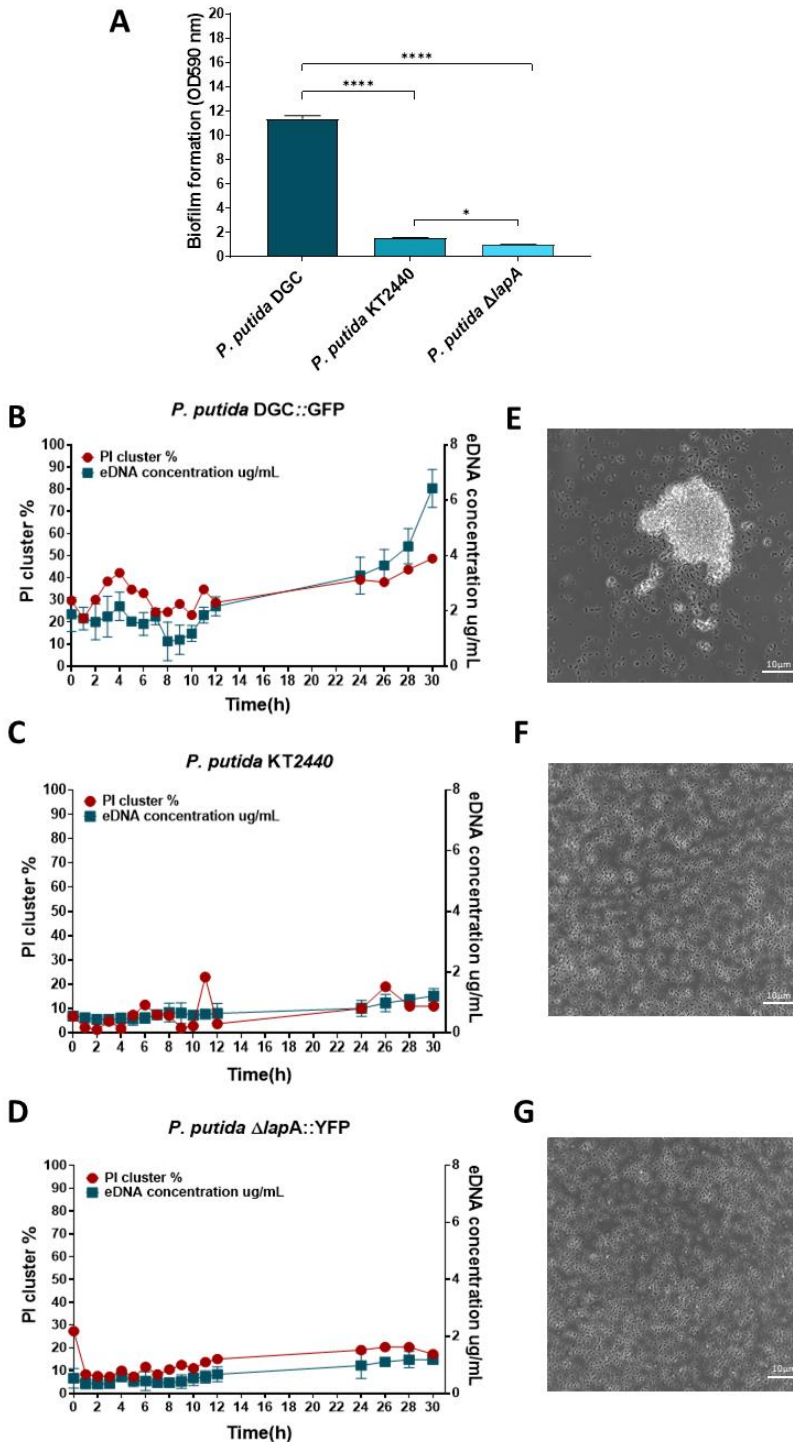 A
Biofilm formation (OD590 nm)
20
18
16
14
12
10
8
6
4
2
0
****
****
*
P. putida DGC
P. putida KT2440
P. putida ΔlapA
B
P. putida DGC::GFP
PI cluster %
eDNA concentration ug/mL
PI cluster %
100
90
80
70
60
50
40
30
20
10
0
8
6
4
2
0
eDNA concentration ug/mL
0 2 4 6 8 10 12 14 16 18 20 22 24 26 28 30
Time(h)
E
10µm
C
P. putida KT2440
PI cluster %
eDNA concentration ug/mL
PI cluster %
100
90
80
70
60
50
40
30
20
10
0
8
6
4
2
0
eDNA concentration ug/mL
0 2 4 6 8 10 12 14 16 18 20 22 24 26 28 30
Time(h)
F
10µm
D
P. putida ΔlapA::YFP
PI cluster %
eDNA concentration ug/mL
PI cluster %
100
90
80
70
60
50
40
30
20
10
0
8
6
4
2
0
eDNA concentration ug/mL
0 2 4 6 8 10 12 14 16 18 20 22 24 26 28 30
Time(h)
G
10µm